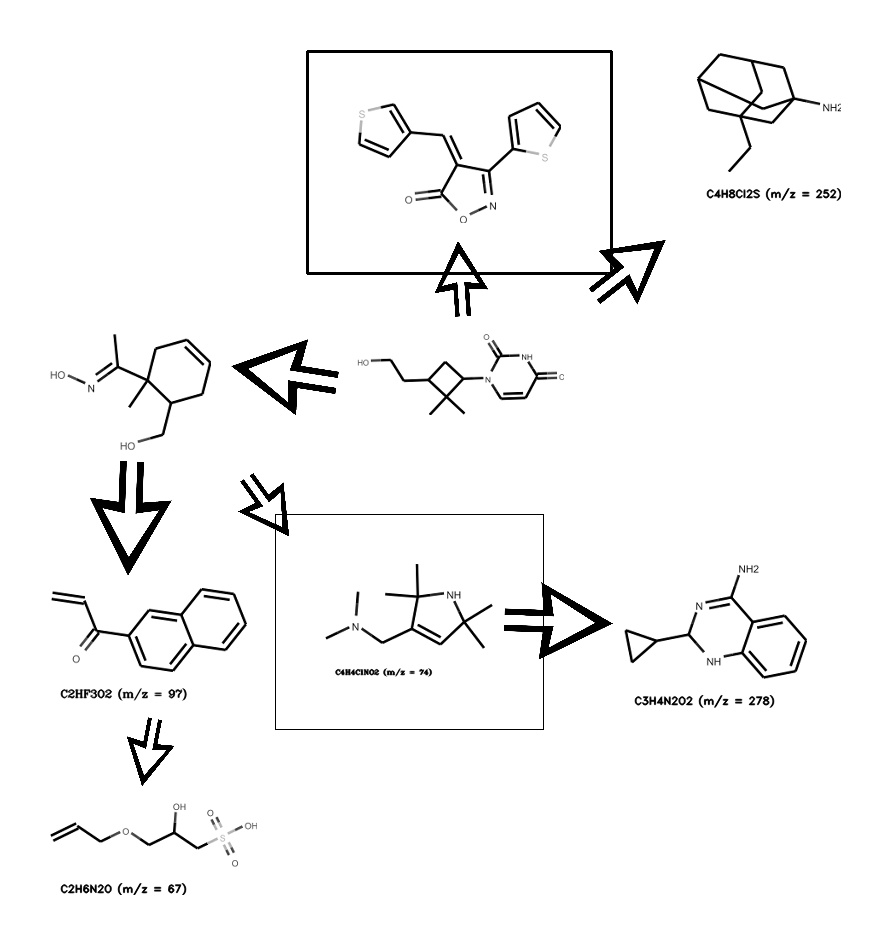 S
S
O
O
N
NH2
C4H8Cl2S (m/z = 252)
HO
N
HO
HO
O
NH
N
C
O
C2HF3O2 (m/z = 97)
N
NH
C4H4ClNO2 (m/z = 74)
NH2
N
NH
C3H4N2O2 (m/z = 278)
OH
O
O
S
OH
O
C2H6N2O (m/z = 67)